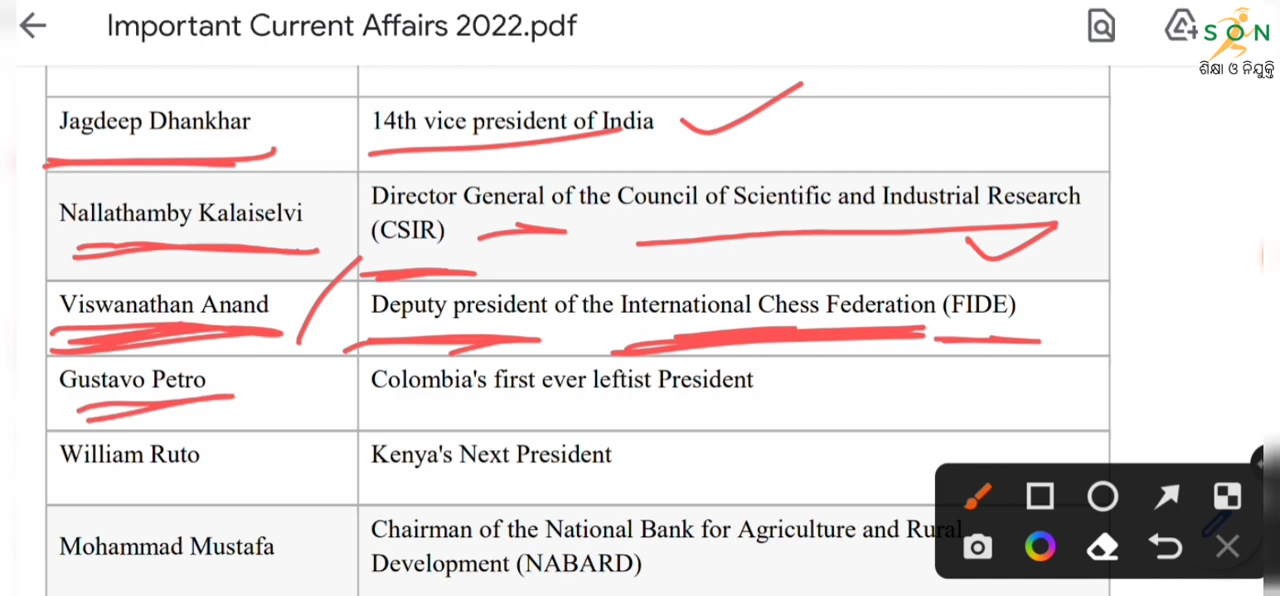 Important Current Affairs 2022.pdf
SON
ଶିକ୍ଷା ଓ ନିଯୁକ୍ତି
Jagdeep Dhankhar
14th vice president of India
Nallathamby Kalaiselvi
Director General of the Council of Scientific and Industrial Research
(CSIR)
Viswanathan Anand
Deputy president of the International Chess Federation (FIDE)
Gustavo Petro
Colombia's first ever leftist President
William Ruto
Kenya's Next President
Mohammad Mustafa
Chairman of the National Bank for Agriculture and Rural
Development (NABARD)